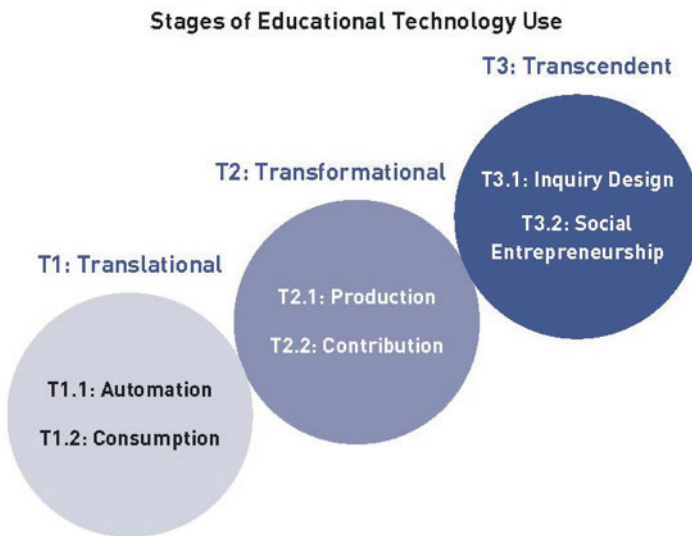 Stages of Educational Technology Use
T1: Translational
T1.1: Automation
T1.2: Consumption
T2: Transformational
T2.1: Production
T2.2: Contribution
T3: Transcendent
T3.1: Inquiry Design
T3.2: Social
Entrepreneurship